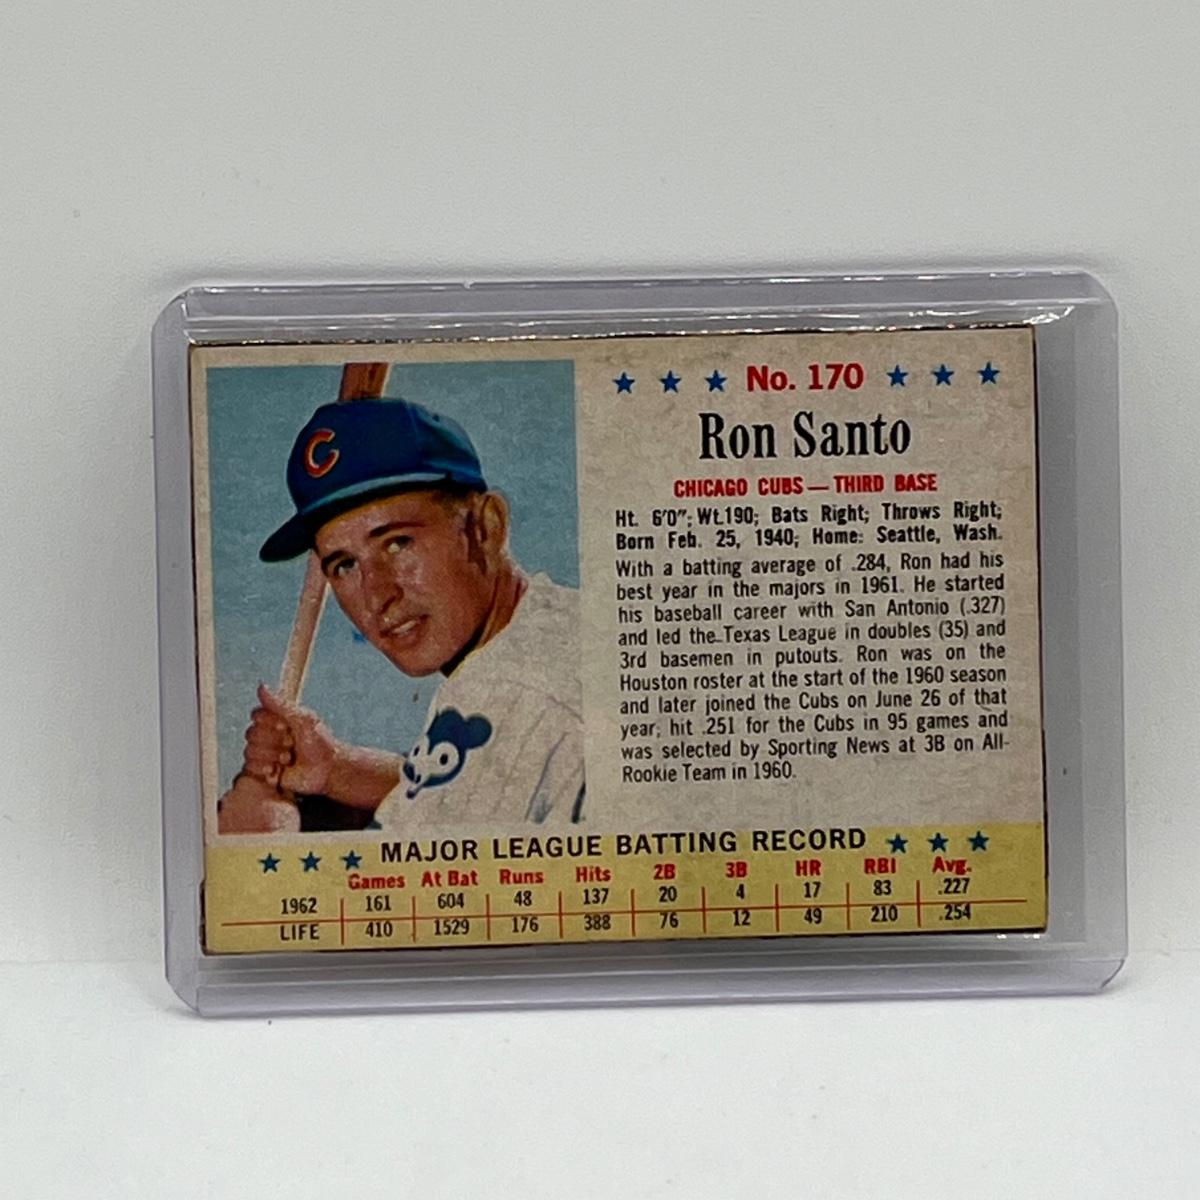 C
★ ★ ★ No. 170 ★ ★ ★
Ron Santo
CHICAGO CUBS — THIRD BASE
Ht. 6'0"; Wt.190; Bats Right; Throws Right;
Born Feb. 25, 1940; Home: Seattle, Wash.
With a batting average of .284, Ron had his
best year in the majors in 1961. He started
his baseball career with San Antonio (.327)
and led the Texas League in doubles (35) and
3rd basemen in putouts. Ron was on the
Houston roster at the start of the 1960 season
and later joined the Cubs on June 26 of that
year; hit .251 for the Cubs in 95 games and
was selected by Sporting News at 3B on All-
Rookie Team in 1960.
★ ★ ★ MAJOR LEAGUE BATTING RECORD ★ ★ ★
Games At Bat Runs Hits 2B 3B HR RBI Avg.
1962 161 604 48 137 20 4 17 83 .227
LIFE 410 1529 176 388 76 12 49 210 .254